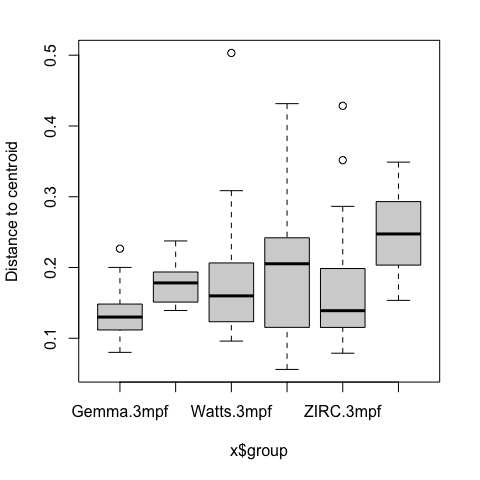 0.5
0.4
0.3
0.2
0.1
Distance to centroid
Gemma.3mpf Watts.3mpf ZIRC.3mpf
x$group